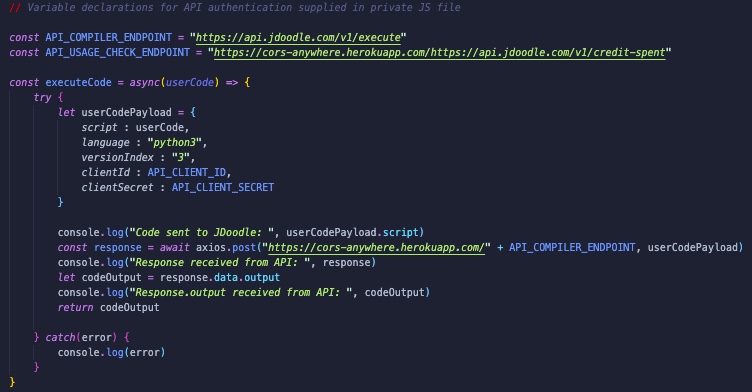 // Variable declarations for API authentication supplied in private JS file

const API_COMPILER_ENDPOINT = "https://api.jdoodle.com/v1/execute"
const API_USAGE_CHECK_ENDPOINT = "https://cors-anywhere.herokuapp.com/https://api.jdoodle.com/v1/credit-spent"

const executeCode = async(userCode) => {
    try {
        let userCodePayload = {
            script : userCode,
            language : "python3",
            versionIndex : "3",
            clientId : API_CLIENT_ID,
            clientSecret : API_CLIENT_SECRET
        }

        console.log("Code sent to JDoodle: ", userCodePayload.script)
        const response = await axios.post("https://cors-anywhere.herokuapp.com/" + API_COMPILER_ENDPOINT, userCodePayload)
        console.log("Response received from API: ", response)
        let codeOutput = response.data.output
        console.log("Response.output received from API: ", codeOutput)
        return codeOutput

    } catch(error) {
        console.log(error)
    }
}